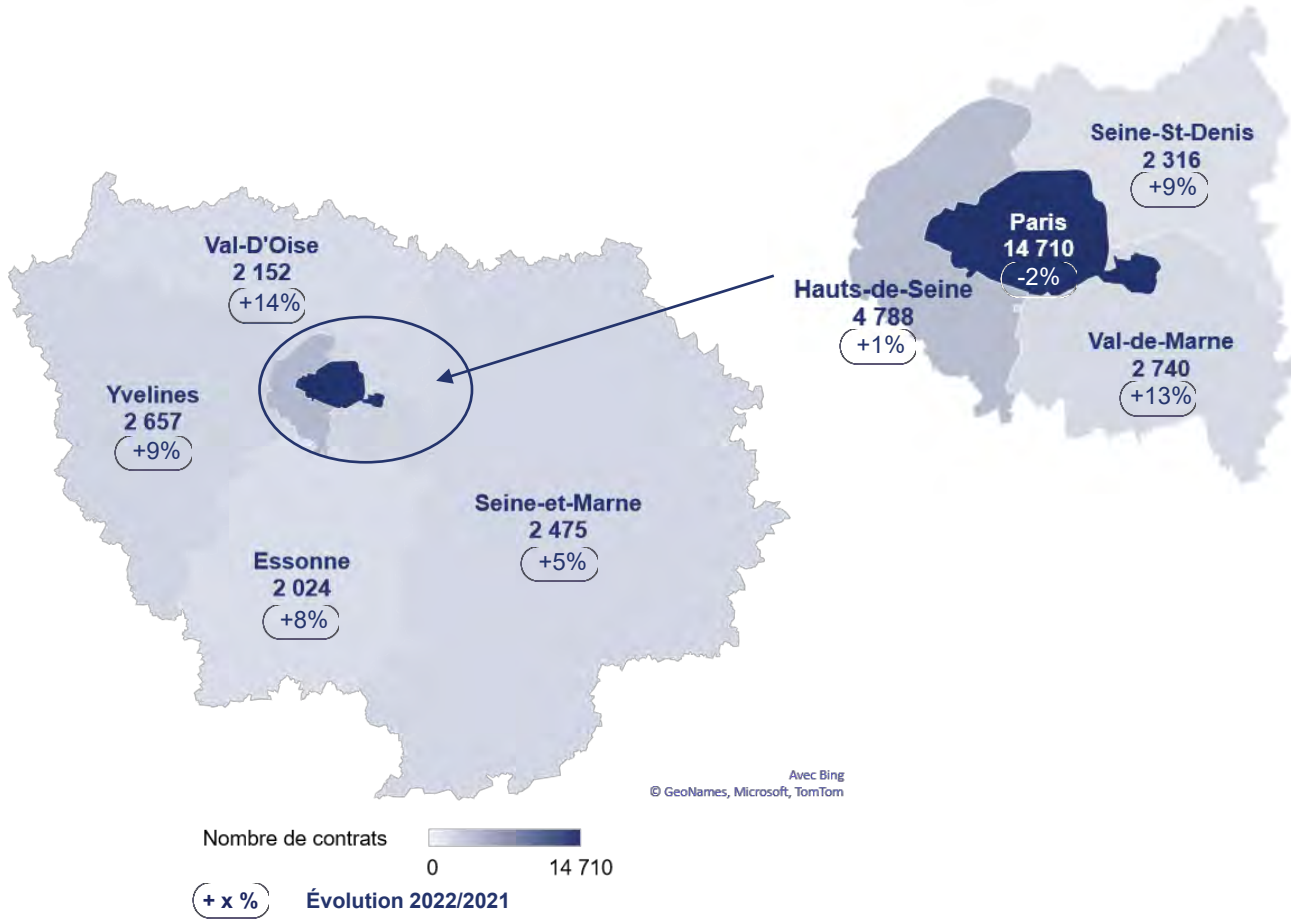 Val-D'Oise
2 152
+14%
Yvelines
2 657
+9%
Essonne
2 024
+8%
Seine-et-Marne
2 475
+5%
Seine-St-Denis
2 316
+9%
Paris
14 710
-2%
Hauts-de-Seine
4 788
+1%
Val-de-Marne
2 740
+13%
Avec Bing
© GeoNames, Microsoft, TomTom
Nombre de contrats
0 14 710
+ x % Évolution 2022/2021